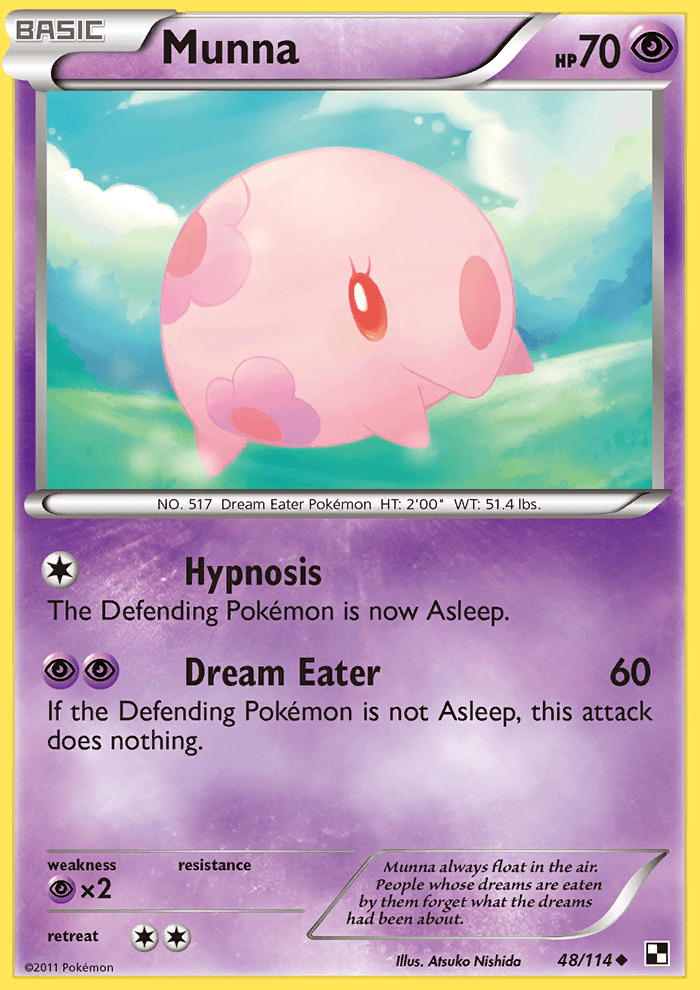 BASIC
Munna
HP70
NO. 517 Dream Eater Pokémon HT: 2'00" WT: 51.4 lbs.
Hypnosis
The Defending Pokémon is now Asleep.
Dream Eater 60
If the Defending Pokémon is not Asleep, this attack
does nothing.
weakness resistance
×2
retreat
Munna always float in the air.
People whose dreams are eaten
by them forget what the dreams
had been about.
©2011 Pokémon
Illus. Atsuko Nishida 48/114